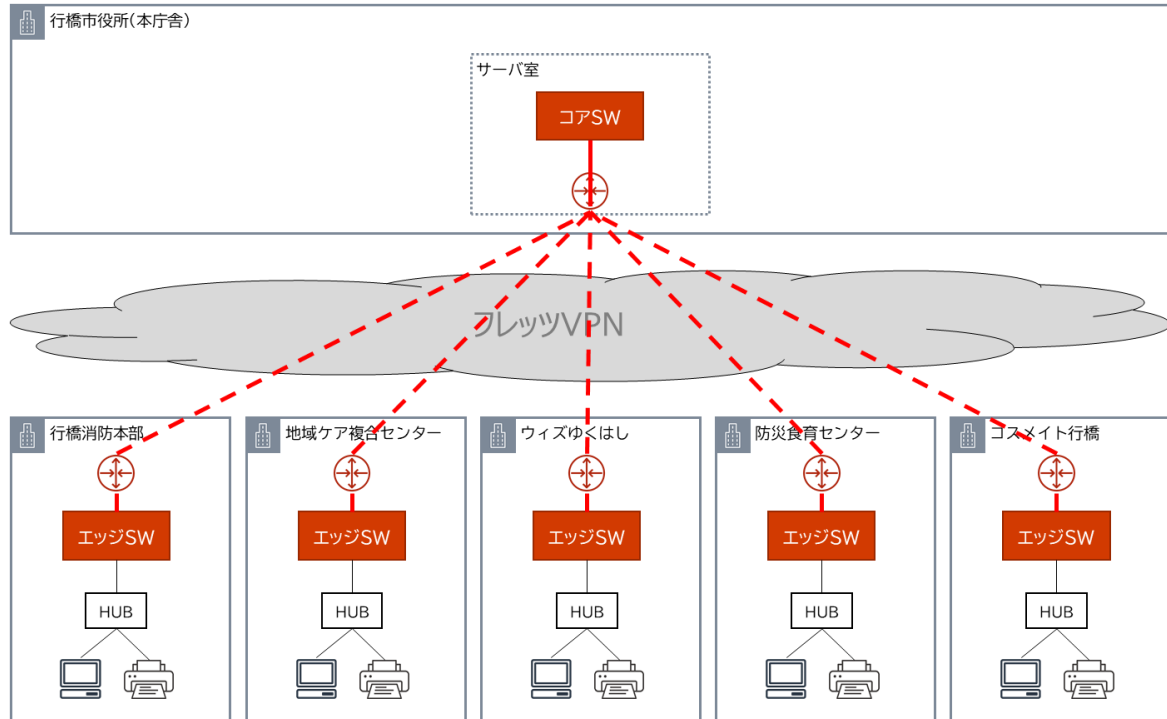 行橋市役所(本庁舎)
サーバ室
コアSW
フレッツVPN
行橋消防本部
地域ケア複合センター
ウィズゆくはし
防災食育センター
コスメイト行橋
エッジSW
エッジSW
エッジSW
エッジSW
エッジSW
HUB
HUB
HUB
HUB
HUB